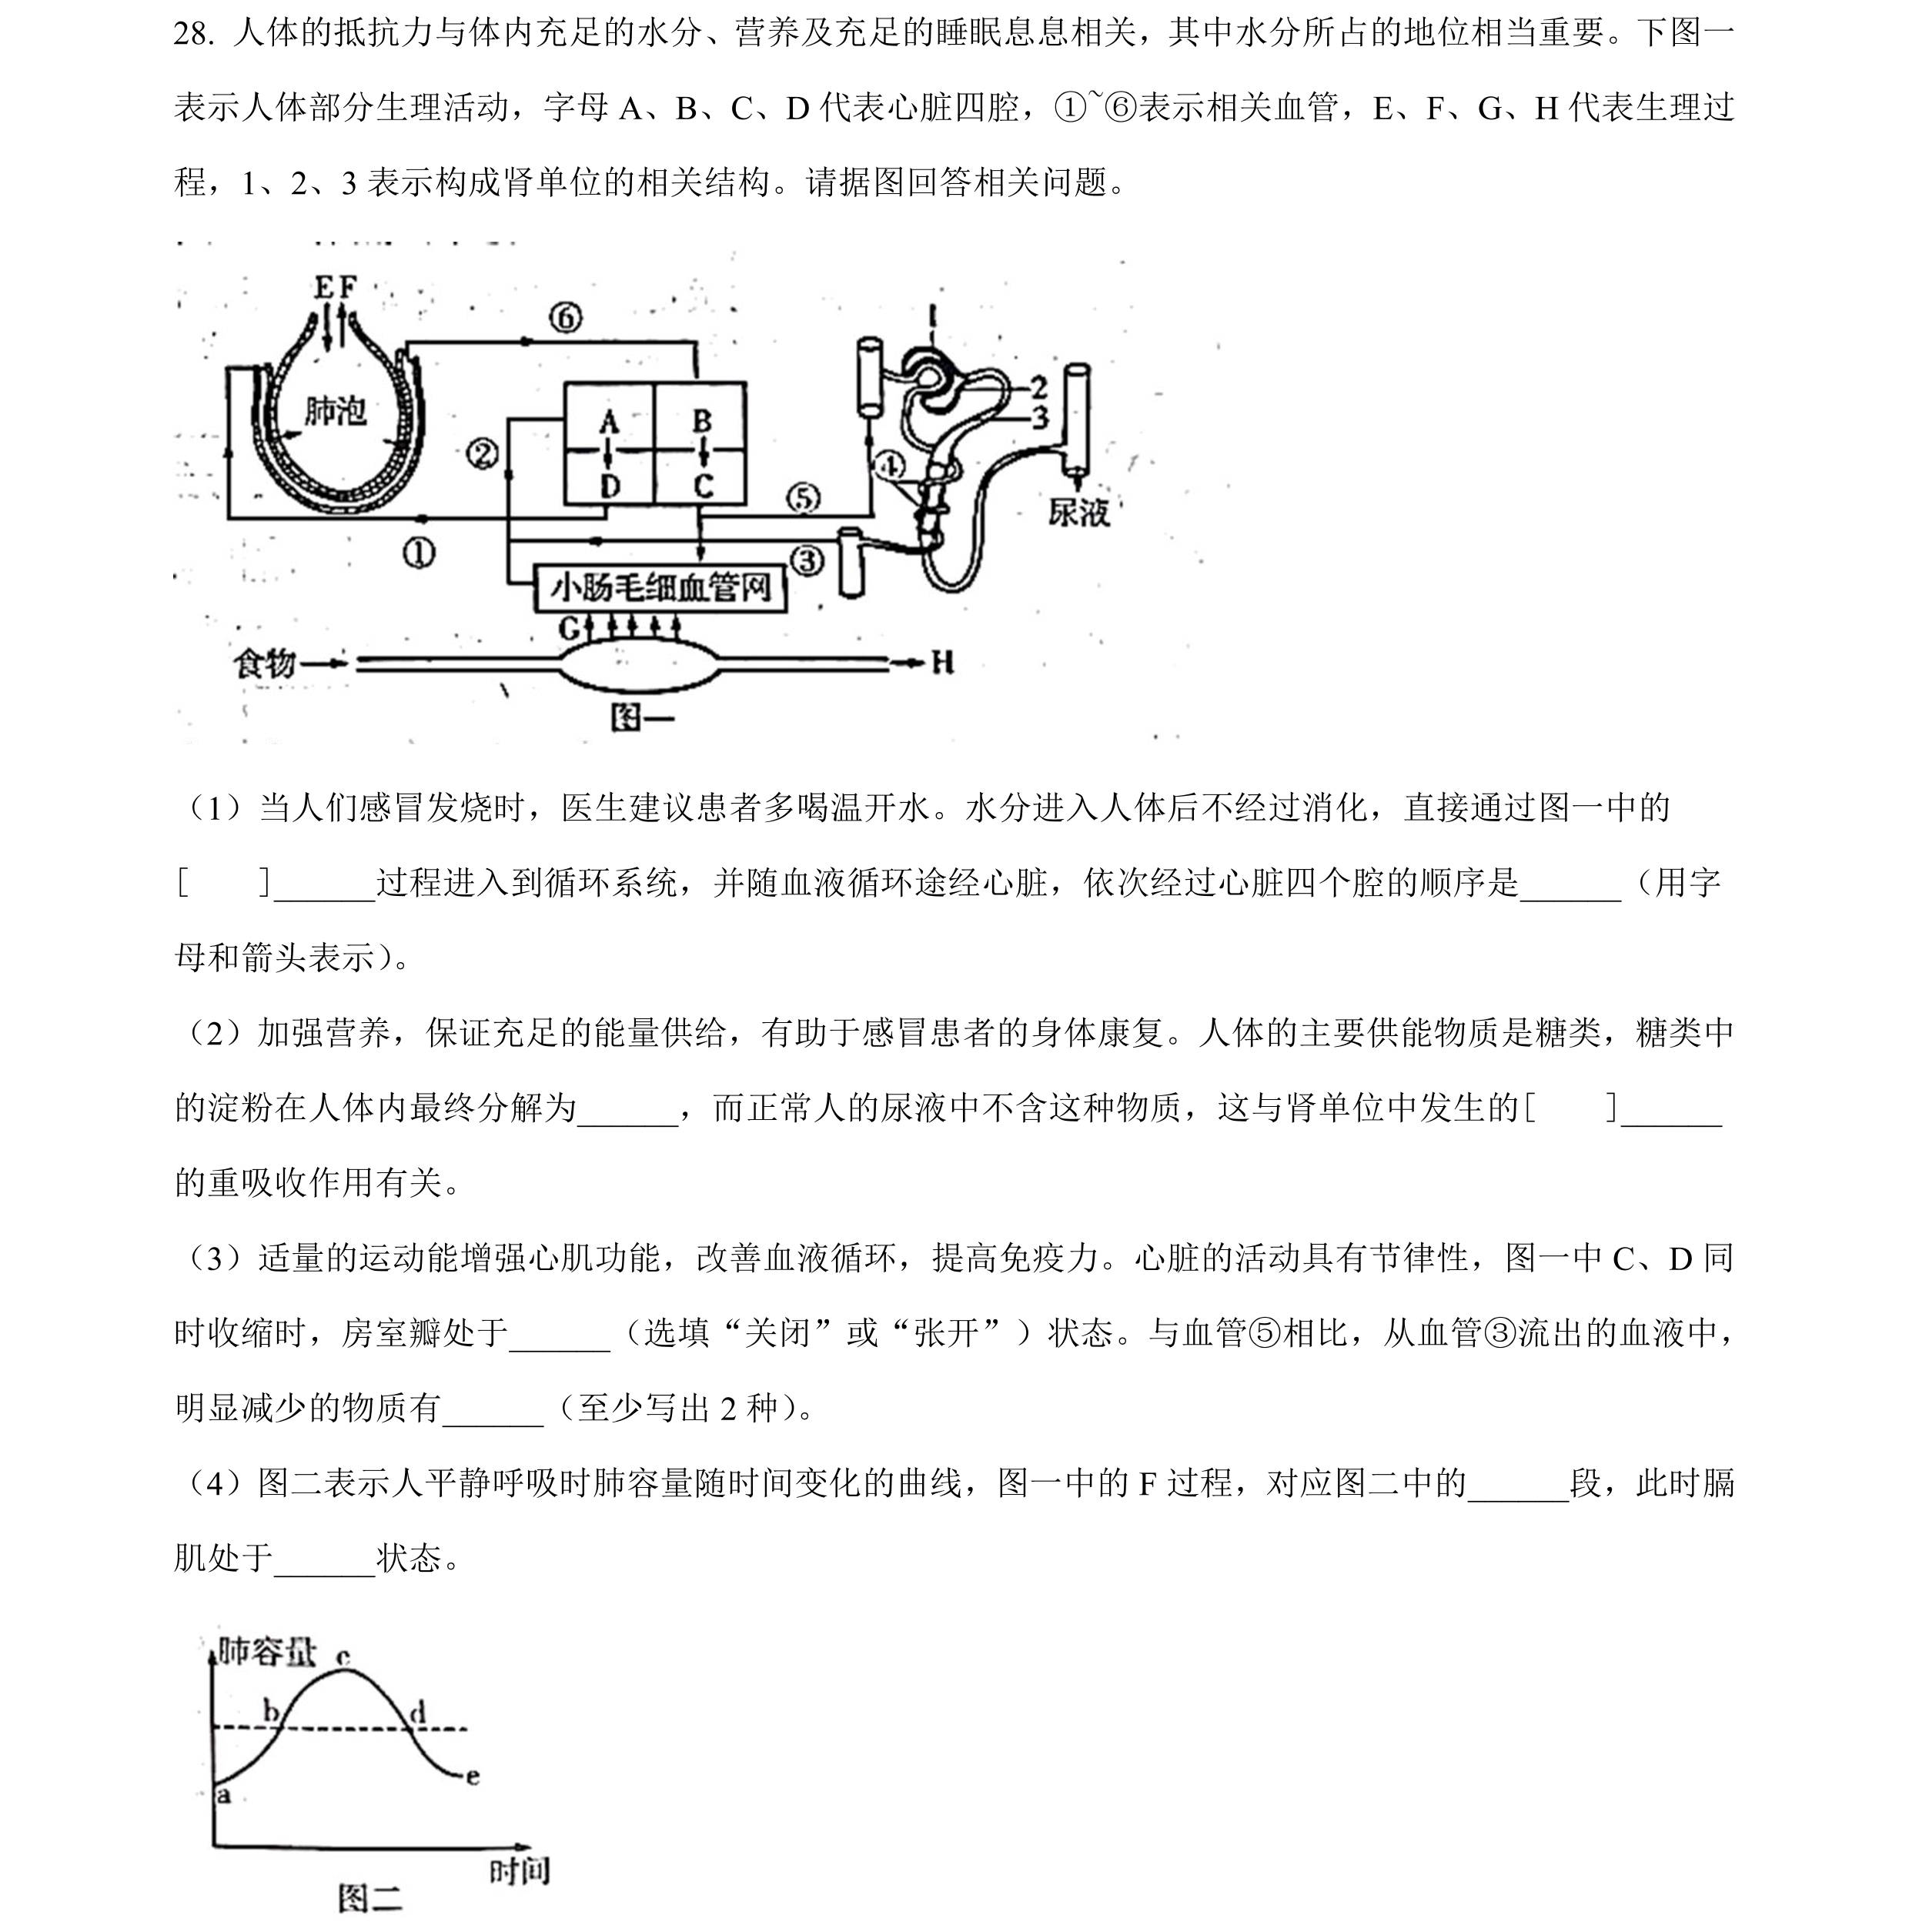 28. 人体的抵抗力与体内充足的水分、营养及充足的睡眠息息相关，其中水分所占的地位相当重要。下图一
表示人体部分生理活动，字母 A、B、C、D 代表心脏四腔，①~⑥表示相关血管，E、F、G、H 代表生理过
程，1、2、3 表示构成肾单位的相关结构。请据图回答相关问题。
E F
⑥
1
肺泡
A B
2
3
②
④
D C
⑤
尿液
①
③
小肠毛细血管网
G
食物
H
图一
（1）当人们感冒发烧时，医生建议患者多喝温开水。水分进入人体后不经过消化，直接通过图一中的
[　　]______过程进入到循环系统，并随血液循环途经心脏，依次经过心脏四个腔的顺序是______（用字
母和箭头表示）。
（2）加强营养，保证充足的能量供给，有助于感冒患者的身体康复。人体的主要供能物质是糖类，糖类中
的淀粉在人体内最终分解为______，而正常人的尿液中不含这种物质，这与肾单位中发生的[　　]______
的重吸收作用有关。
（3）适量的运动能增强心肌功能，改善血液循环，提高免疫力。心脏的活动具有节律性，图一中 C、D 同
时收缩时，房室瓣处于______（选填“关闭”或“张开”）状态。与血管⑤相比，从血管③流出的血液中，
明显减少的物质有______（至少写出 2 种）。
（4）图二表示人平静呼吸时肺容量随时间变化的曲线，图一中的 F 过程，对应图二中的______段，此时膈
肌处于______状态。
肺容量 c
b d
e
a
时间
图二